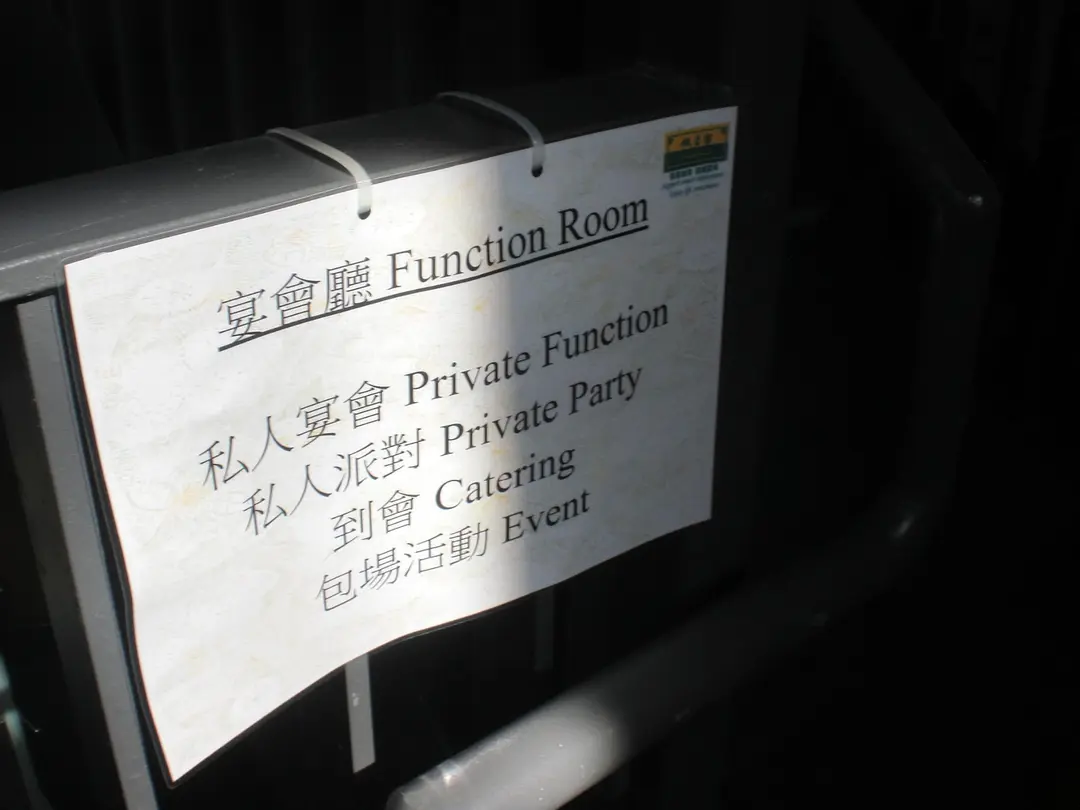 宴會廳 Function Room
私人宴會 Private Function
私人派對 Private Party
到會 Catering
包場活動 Event